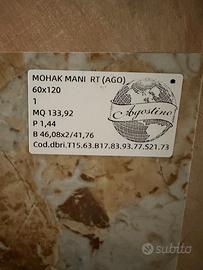 MOHAK MANI RT (AGO)
60x120
1
MQ 133,92
P 1,44
B 46,08x2/41,76
Cod.dbri.T15.63.B17.83.93.77.S21.73
Agostino
subito